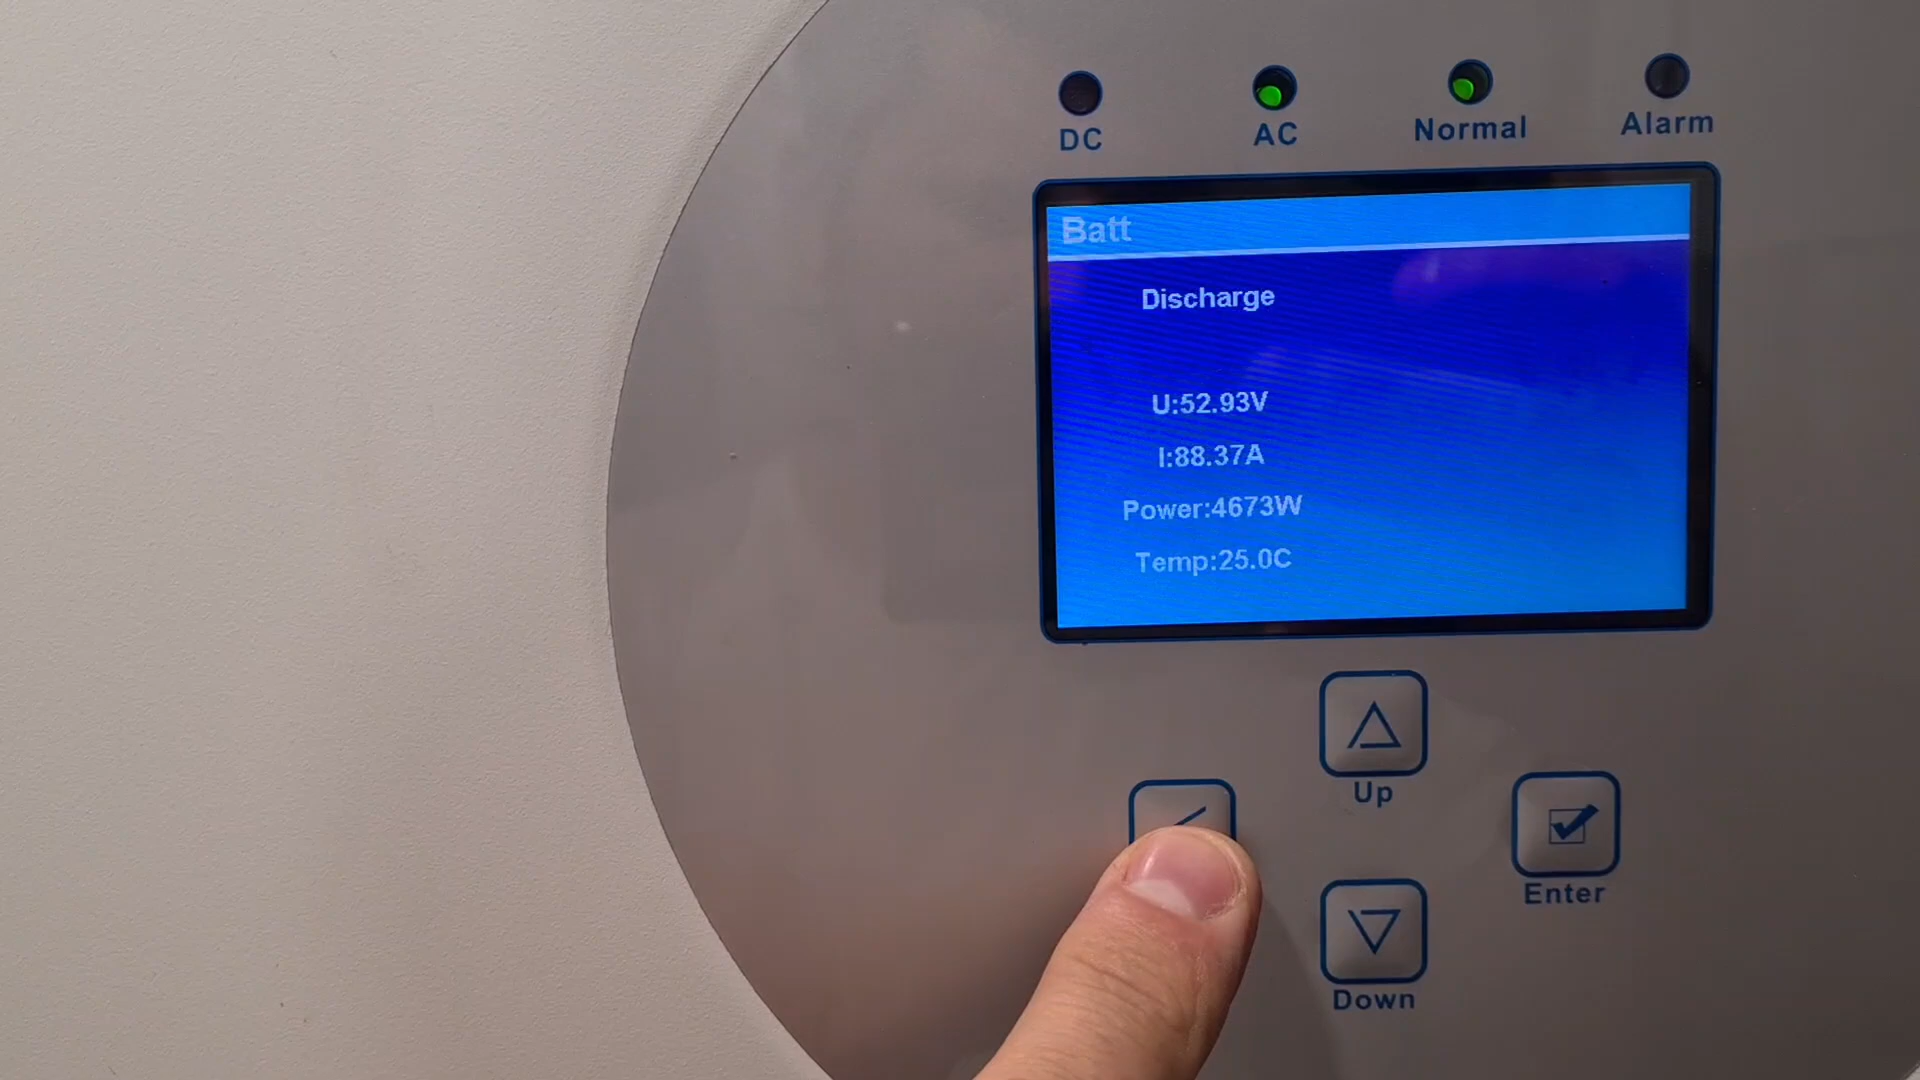 DC AC Normal Alarm
Batt
Discharge
U:52.93V
I:88.37A
Power:4673W
Temp:25.0C
Up
Enter
Down